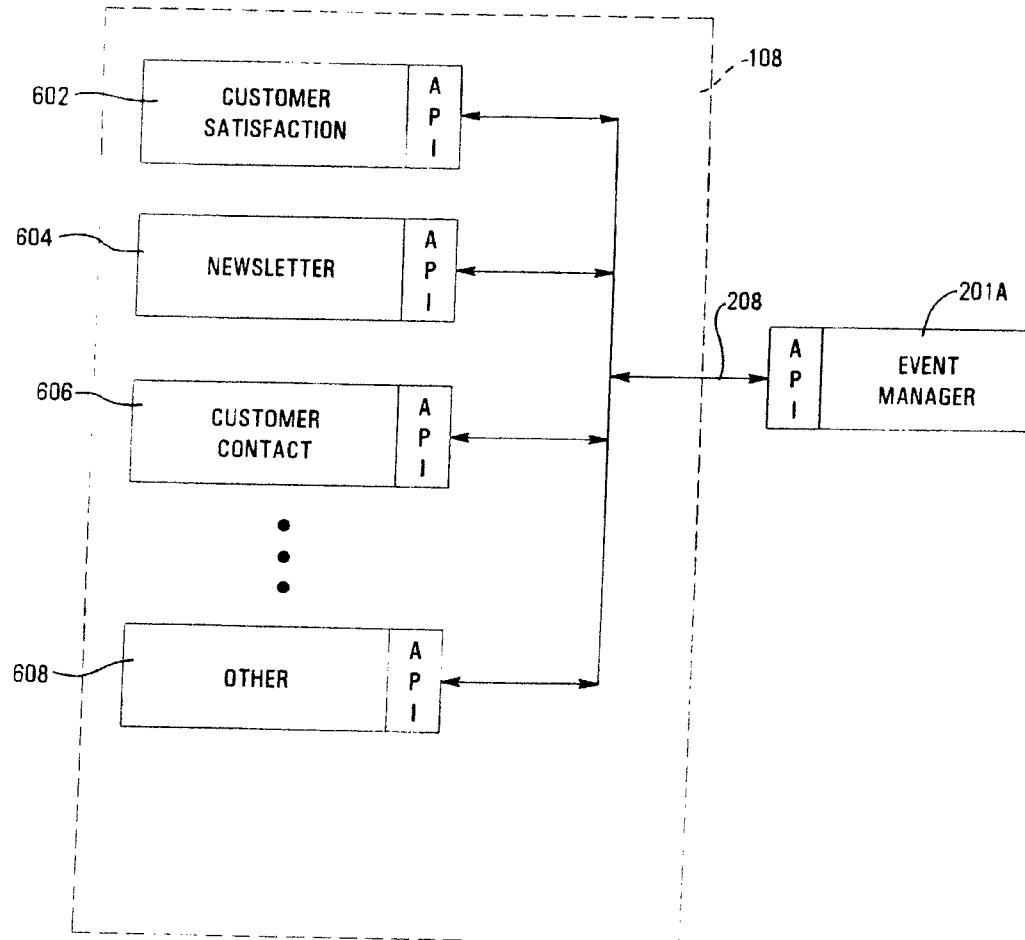 108
602
CUSTOMER
SATISFACTION
A
P
I
604
NEWSLETTER
A
P
I
208
201A
A
P
I
EVENT
MANAGER
606
CUSTOMER
CONTACT
A
P
I
608
OTHER
A
P
I